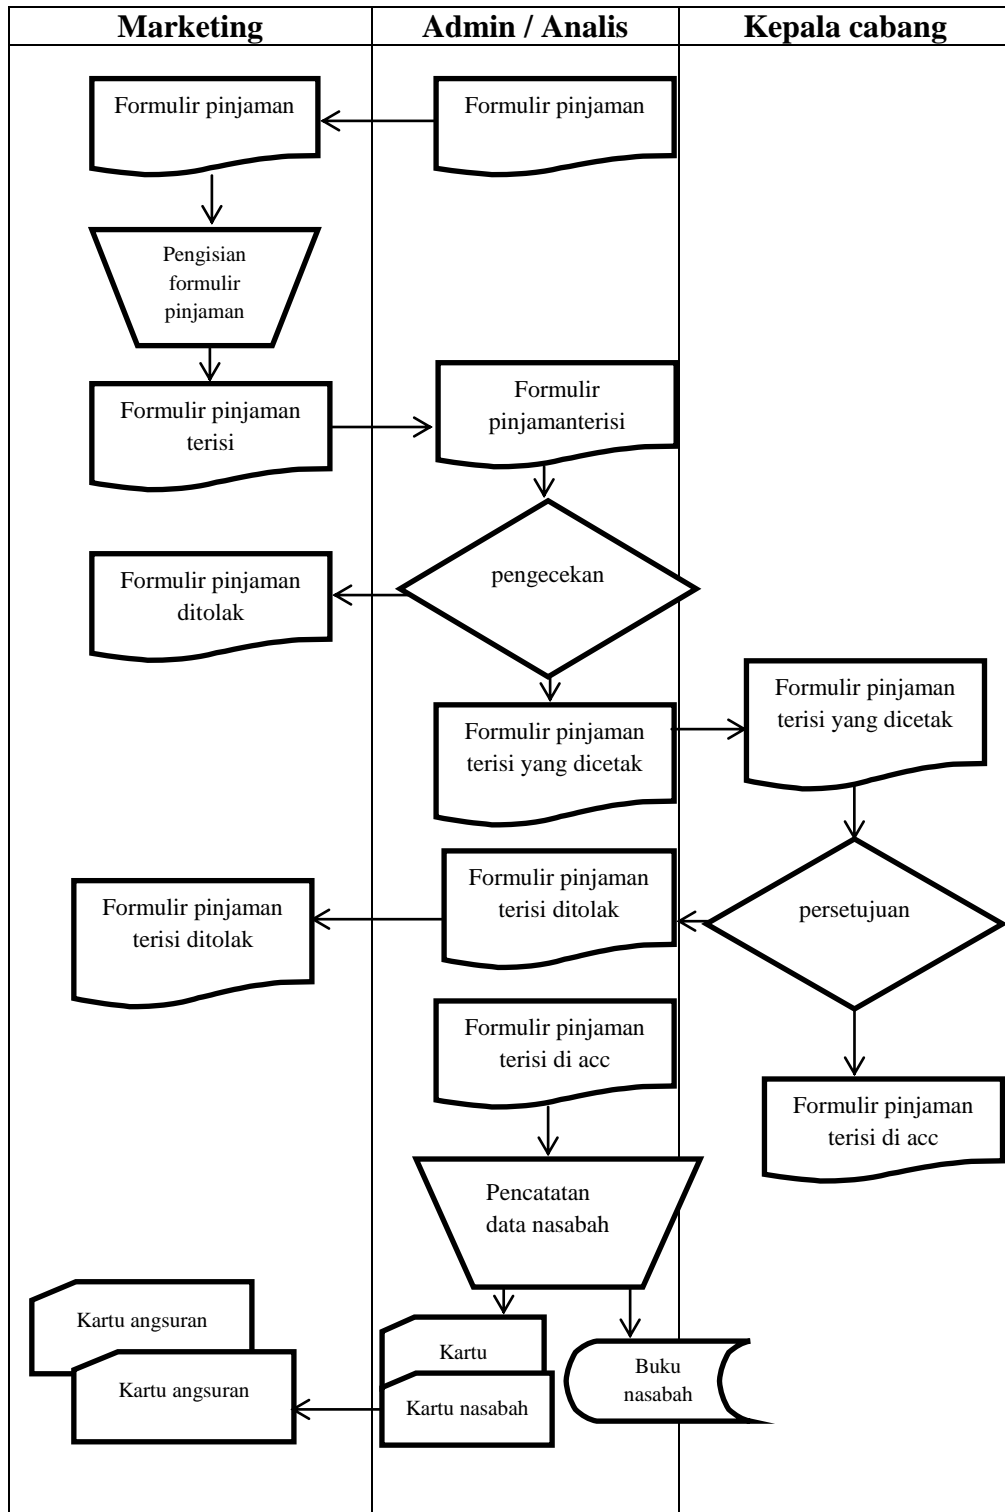 Marketing
Admin / Analis
Kepala cabang
Formulir pinjaman
Formulir pinjaman
Pengisian
formulir
pinjaman
Formulir pinjaman
terisi
Formulir
pinjamanterisi
Formulir pinjaman
ditolak
pengecekan
Formulir pinjaman
terisi yang dicetak
Formulir pinjaman
terisi yang dicetak
Formulir pinjaman
terisi ditolak
Formulir pinjaman
terisi ditolak
persetujuan
Formulir pinjaman
terisi di acc
Formulir pinjaman
terisi di acc
Pencatatan
data nasabah
Kartu angsuran
Kartu angsuran
Kartu
Kartu nasabah
Buku
nasabah